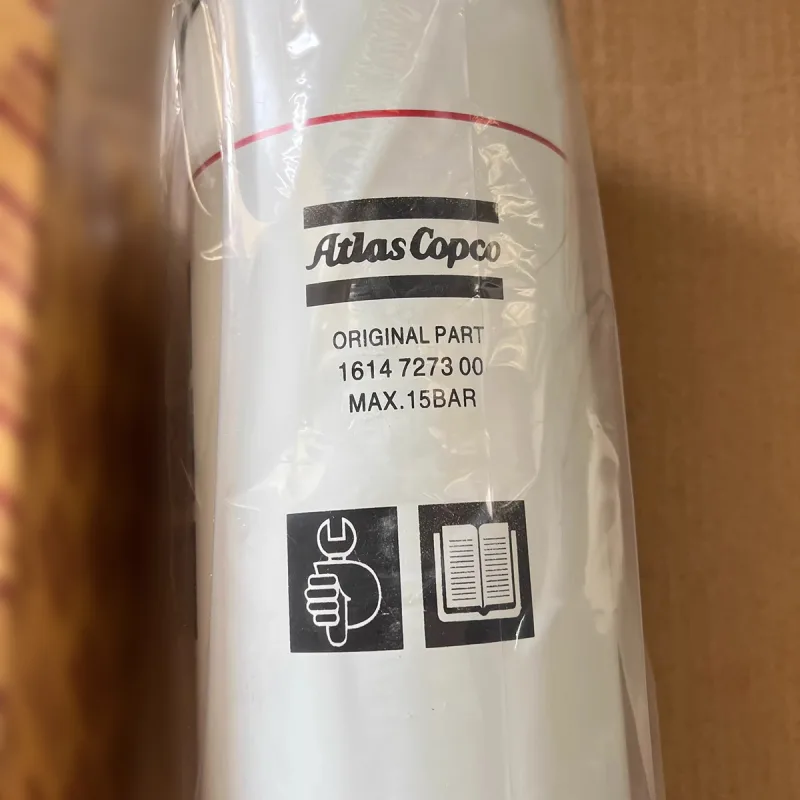 Atlas Copco
ORIGINAL PART
1614 7273 00
MAX.15BAR